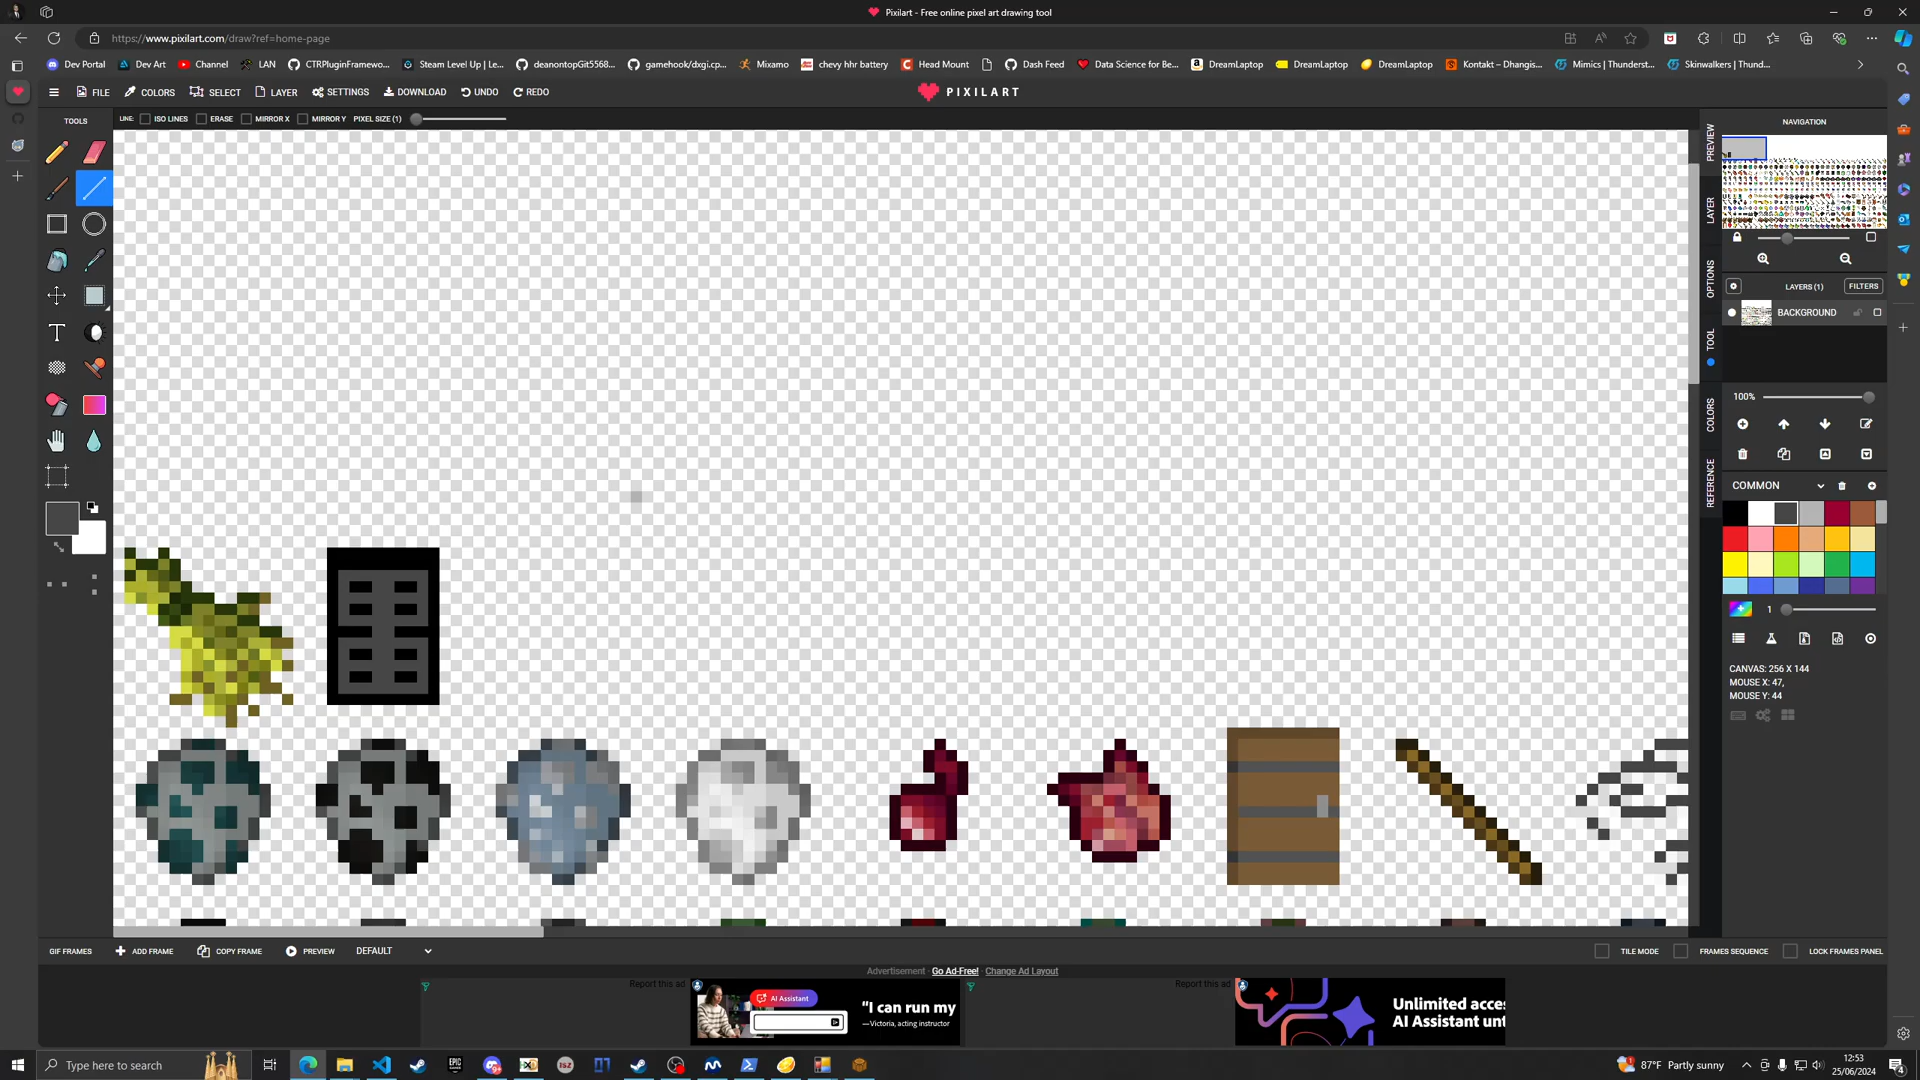 Pixilart - Free online pixel art drawing tool
https://www.pixilart.com/draw?ref=home-page
Dev Portal
Dev Art
Channel
LAN
CTRPluginFramewo...
Steam Level Up | Le...
deanontopGit5568...
gamehook/dxgi.cp...
Mixamo
chevy hhr battery
Head Mount
Dash Feed
Data Science for Be...
DreamLaptop
DreamLaptop
DreamLaptop
Kontakt – Dhangis...
Mimics | Thunderst...
Skinwalkers | Thund...
FILE
COLORS
SELECT
LAYER
SETTINGS
DOWNLOAD
UNDO
REDO
PIXILART
TOOLS
LINE:
ISO LINES
ERASE
MIRROR X
MIRROR Y
PIXEL SIZE (1)
NAVIGATION
PREVIEW
LAYER
OPTIONS
TOOL
COLORS
REFERENCE
LAYERS (1)
FILTERS
BACKGROUND
100%
COMMON
1
CANVAS: 256 X 144
MOUSE X: 47,
MOUSE Y: 44
GIF FRAMES
ADD FRAME
COPY FRAME
PREVIEW
DEFAULT
TILE MODE
FRAMES SEQUENCE
LOCK FRAMES PANEL
Advertisement - Go Ad-Free! Change Ad Layout
Report this ad
AI Assistant
"I can run my
—Victoria, acting instructor
Report this ad
Unlimited acces
AI Assistant unt
Type here to search
87°F Partly sunny
12:53
25/06/2024